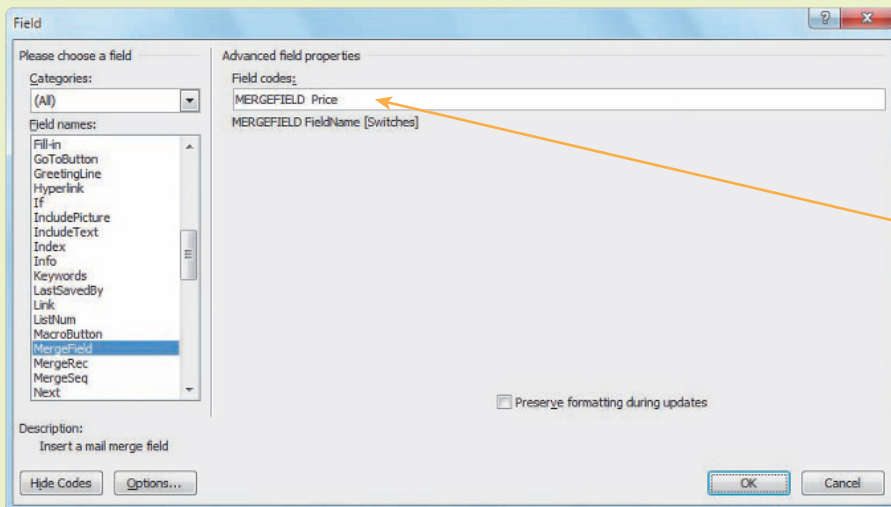 Field
Please choose a field
Categories:
(All)
Field names:
Fill-in
GoToButton
GreetingLine
Hyperlink
If
IncludePicture
IncludeText
Index
Info
Keywords
LastSavedBy
Link
ListNum
MacroButton
MergeField
MergeRec
MergeSeq
Next
Description:
Insert a mail merge field
Hide Codes
Options...
Advanced field properties
Field codes:
MERGEFIELD Price
MERGEFIELD FieldName [Switches]
Preserve formatting during updates
OK
Cancel